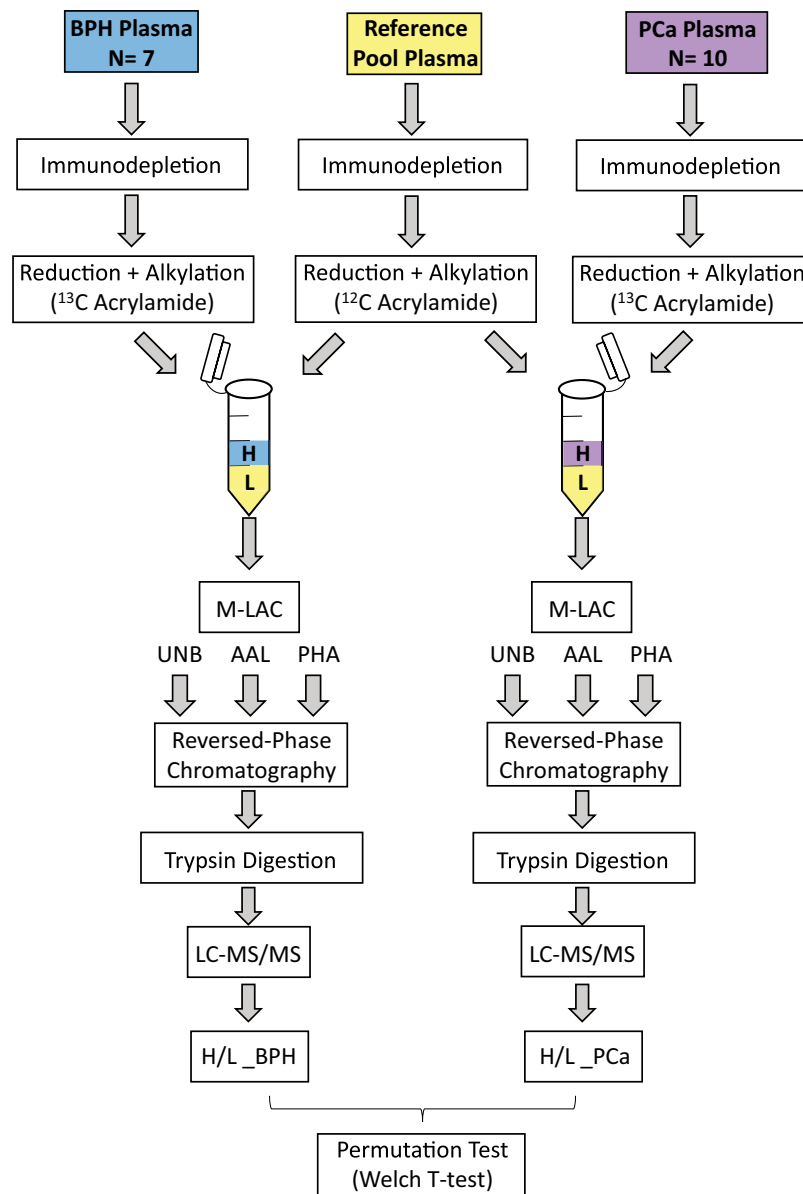 BPH Plasma
N= 7
Reference
Pool Plasma
PCa Plasma
N= 10
Immunodepletion
Immunodepletion
Immunodepletion
Reduction + Alkylation
(¹³C Acrylamide)
Reduction + Alkylation
(¹²C Acrylamide)
Reduction + Alkylation
(¹³C Acrylamide)
H
L
H
L
M-LAC
M-LAC
UNB AAL PHA
UNB AAL PHA
Reversed-Phase
Chromatography
Reversed-Phase
Chromatography
Trypsin Digestion
Trypsin Digestion
LC-MS/MS
LC-MS/MS
H/L _BPH
H/L _PCa
Permutation Test
(Welch T-test)